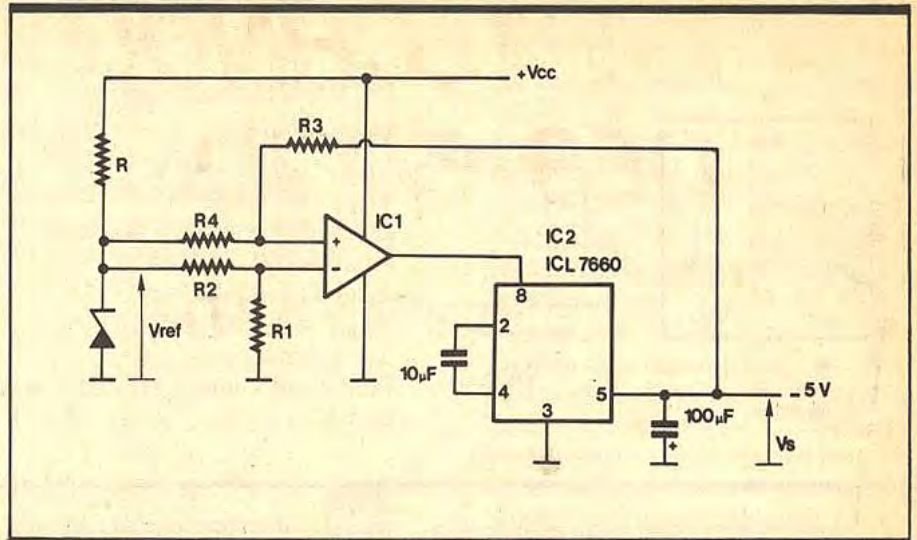 +Vcc
R3
R
R4
IC1
+
IC2
ICL 7660
-
R2
8
Vref
R1
2
10µF
4
5
- 5 V
100µF
3
+
Vs